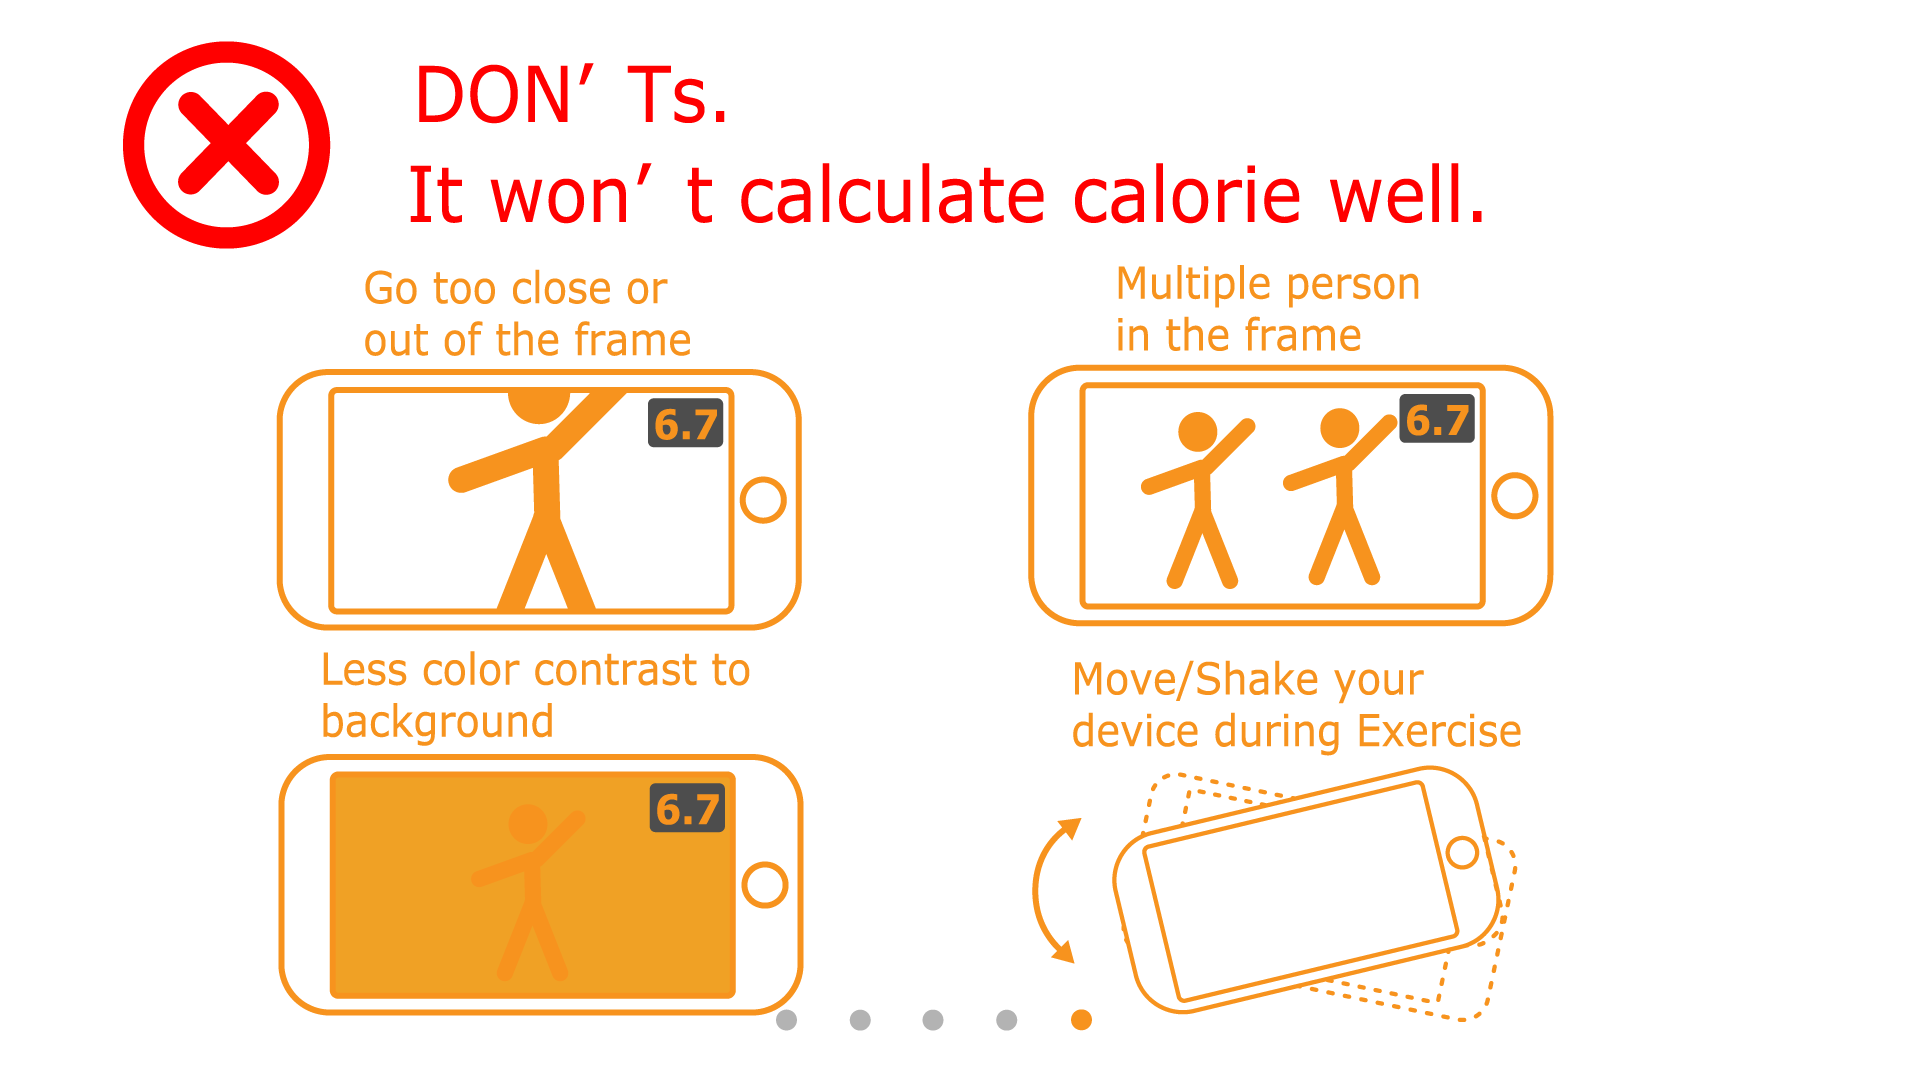 DON’ Ts.
It won’ t calculate calorie well.
Go too close or
out of the frame
6.7
Multiple person
in the frame
6.7
Less color contrast to
background
6.7
Move/Shake your
device during Exercise